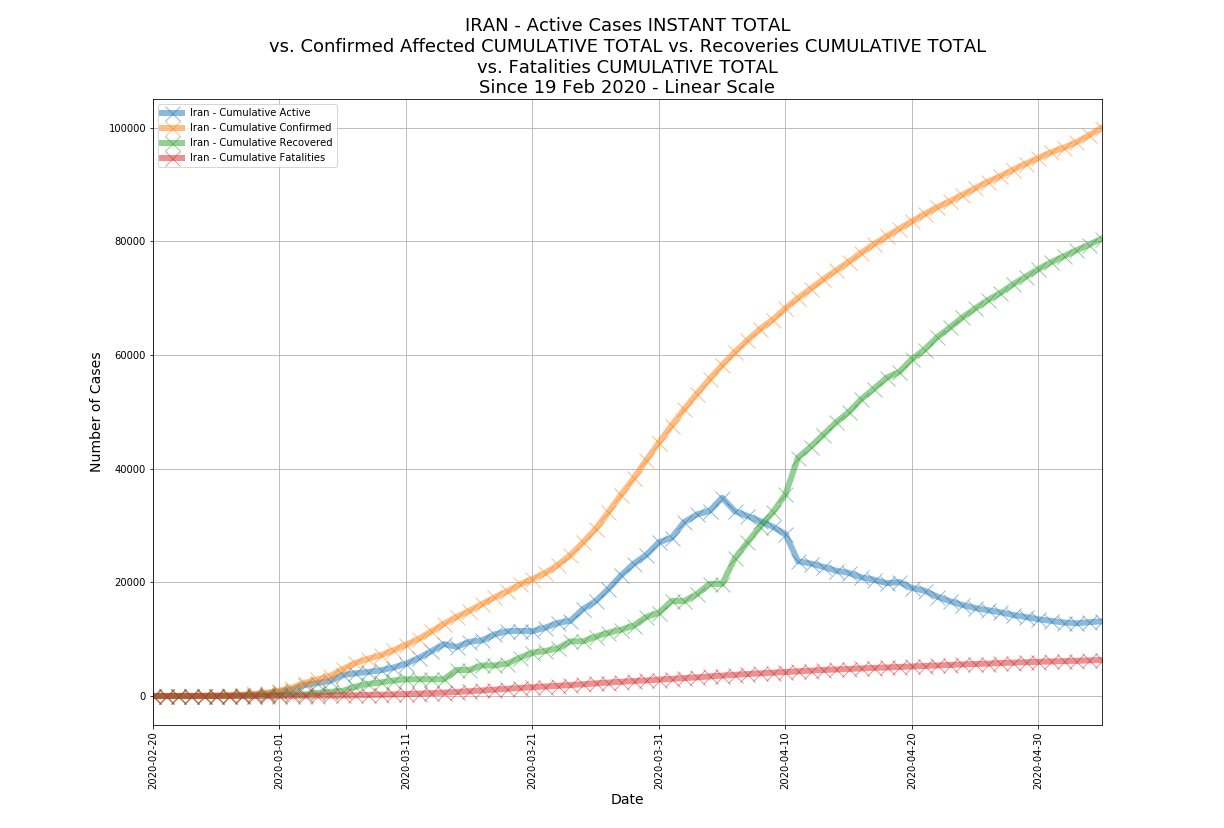 IRAN - Active Cases INSTANT TOTAL
vs. Confirmed Affected CUMULATIVE TOTAL vs. Recoveries CUMULATIVE TOTAL
vs. Fatalities CUMULATIVE TOTAL
Since 19 Feb 2020 - Linear Scale
Iran - Cumulative Active
Iran - Cumulative Confirmed
Iran - Cumulative Recovered
Iran - Cumulative Fatalities
100000
80000
60000
40000
20000
0
Number of Cases
2020-02-20
2020-03-01
2020-03-11
2020-03-21
2020-03-31
2020-04-10
2020-04-20
2020-04-30
Date